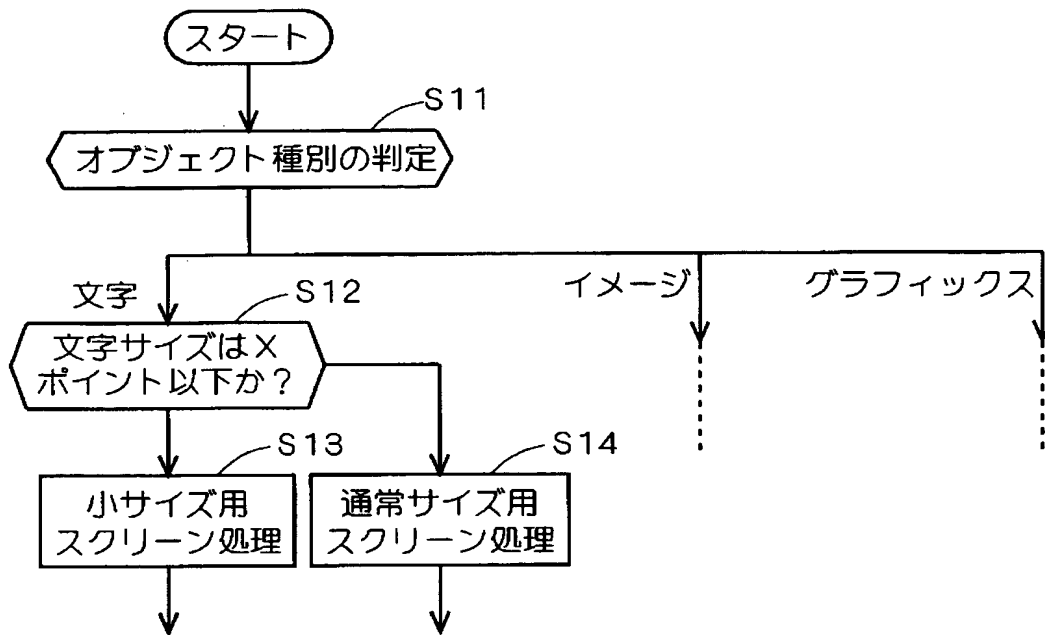 スタート
S11
オブジェクト種別の判定
文字
イメージ
グラフィックス
S12
文字サイズはX
ポイント以下か？
S13
小サイズ用
スクリーン処理
S14
通常サイズ用
スクリーン処理